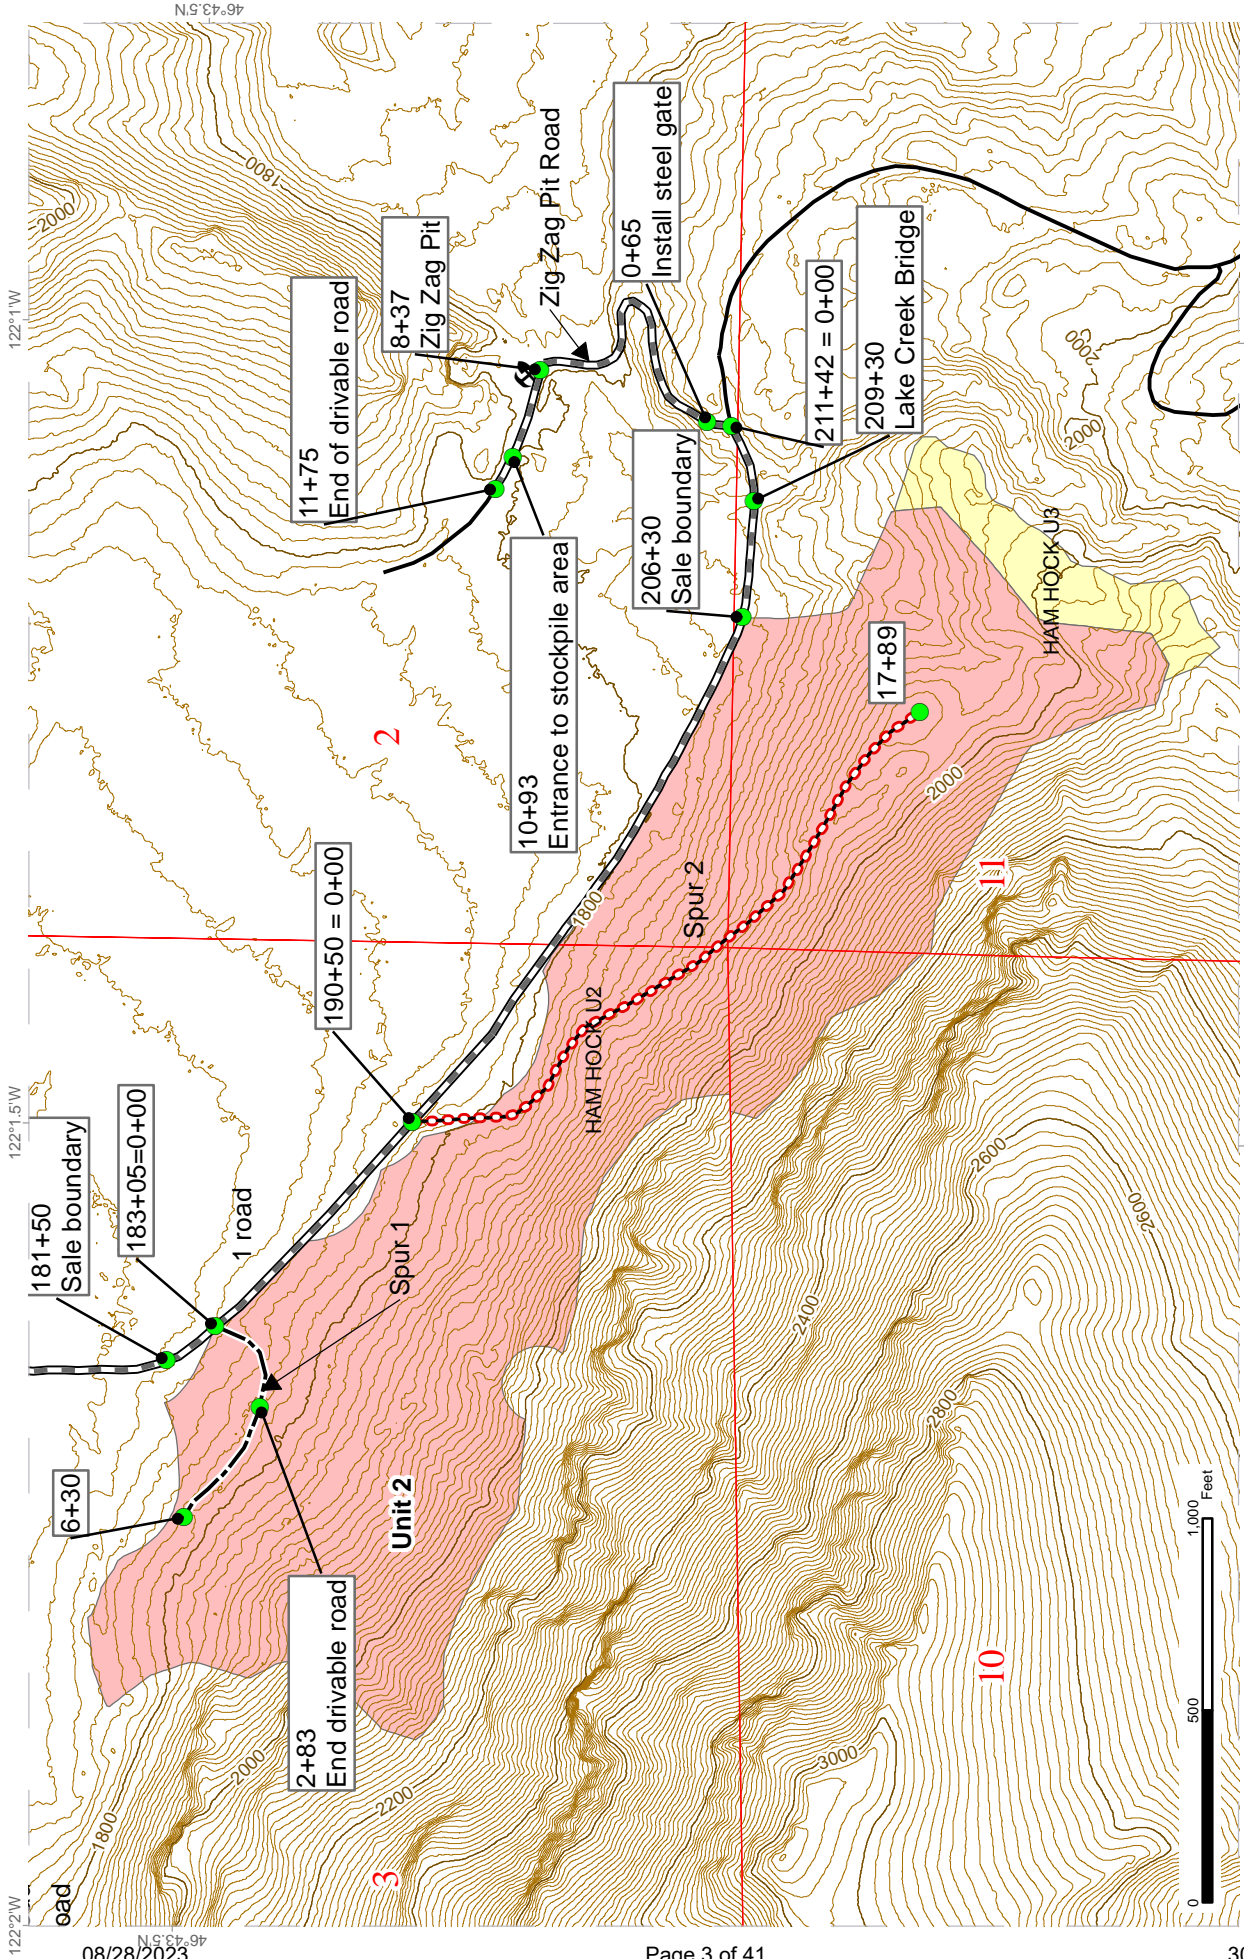 46°43.5'N
122°1'W
122°1.5'W
122°2'W
46°43.5'N
181+50
Sale boundary
183+05=0+00
1 road
6+30
Spur 1
2+83
End drivable road
Unit 2
190+50 = 0+00
HAM HOCK U2
Spur 2
17+89
206+30
Sale boundary
209+30
Lake Creek Bridge
211+42 = 0+00
0+65
Install steel gate
Zig Zag Pit Road
8+37
Zig Zag Pit
11+75
End of drivable road
10+93
Entrance to stockpile area
HAM HOCK U3
2
3
10
11
1800
2000
1800
2000
2000
2000
1800
2000
2200
2400
2600
2600
2800
3000
oad
0
500
1,000
Feet
08/28/2023
Page 3 of 41
30